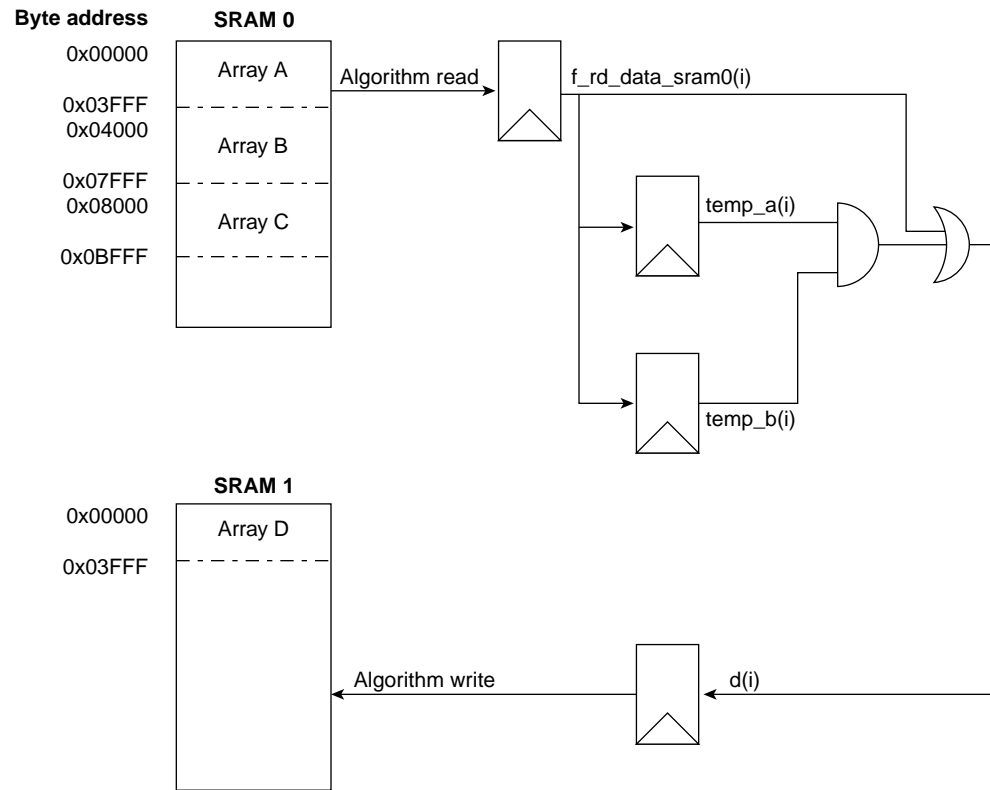 Byte address
SRAM 0
0x00000
Array A
Algorithm read
f_rd_data_sram0(i)
0x03FFF
0x04000
Array B
0x07FFF
0x08000
temp_a(i)
Array C
0x0BFFF
temp_b(i)
SRAM 1
0x00000
Array D
0x03FFF
Algorithm write
d(i)